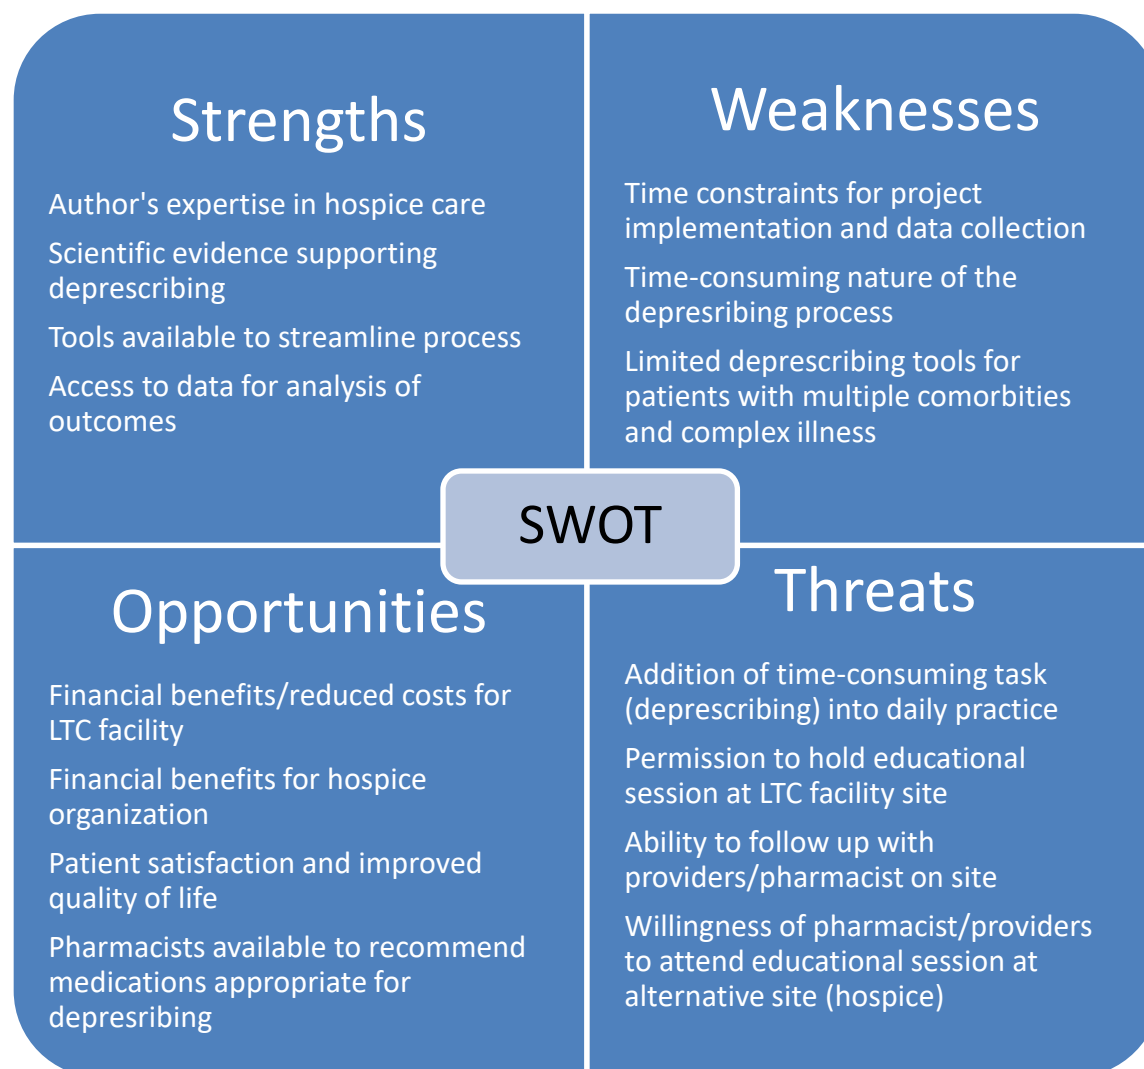 Strengths
Author's expertise in hospice care
Scientific evidence supporting
deprescribing
Tools available to streamline process
Access to data for analysis of
outcomes
Weaknesses
Time constraints for project
implementation and data collection
Time-consuming nature of the
depresribing process
Limited deprescribing tools for
patients with multiple comorbities
and complex illness
SWOT
Opportunities
Financial benefits/reduced costs for
LTC facility
Financial benefits for hospice
organization
Patient satisfaction and improved
quality of life
Pharmacists available to recommend
medications appropriate for
depresribing
Threats
Addition of time-consuming task
(deprescribing) into daily practice
Permission to hold educational
session at LTC facility site
Ability to follow up with
providers/pharmacist on site
Willingness of pharmacist/providers
to attend educational session at
alternative site (hospice)